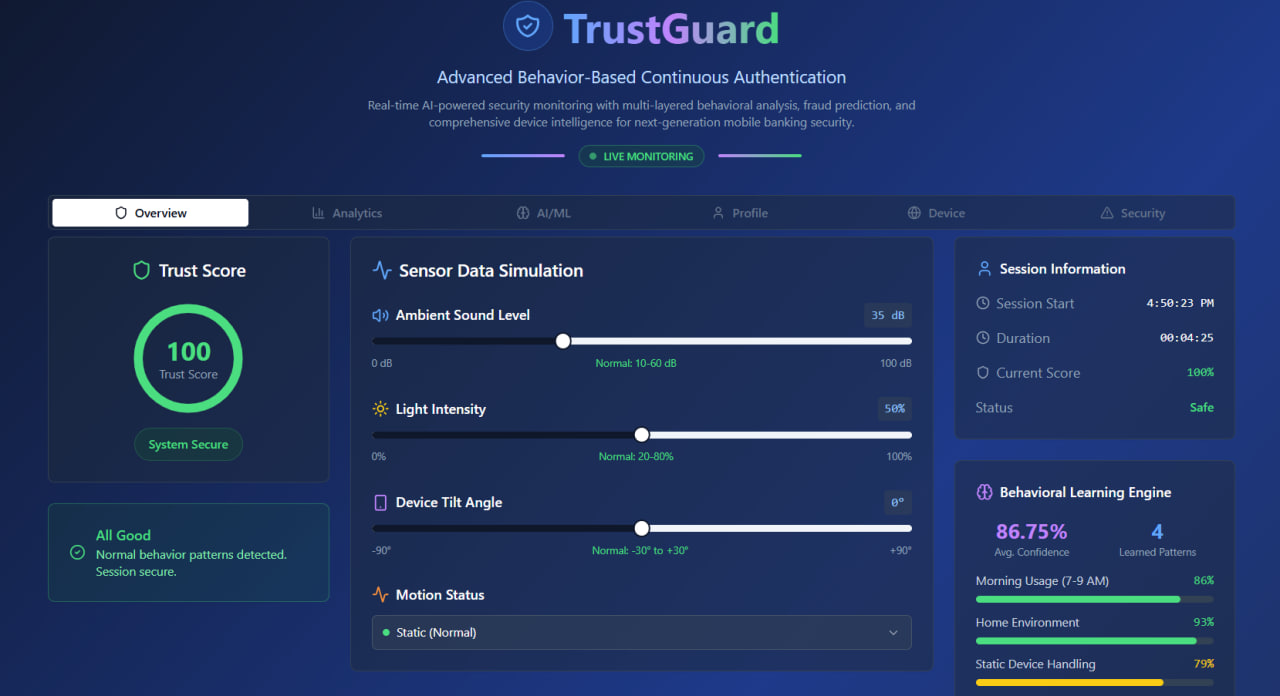 TrustGuard
Advanced Behavior-Based Continuous Authentication
Real-time AI-powered security monitoring with multi-layered behavioral analysis, fraud prediction, and
comprehensive device intelligence for next-generation mobile banking security.
LIVE MONITORING
Overview
Analytics
AI/ML
Profile
Device
Security
Trust Score
100
Trust Score
System Secure
All Good
Normal behavior patterns detected.
Session secure.
Sensor Data Simulation
Ambient Sound Level
35 dB
0 dB
Normal: 10-60 dB
100 dB
Light Intensity
50%
0%
Normal: 20-80%
100%
Device Tilt Angle
0°
-90°
Normal: -30° to +30°
+90°
Motion Status
Static (Normal)
Session Information
Session Start 4:50:23 PM
Duration 00:04:25
Current Score 100%
Status Safe
Behavioral Learning Engine
86.75%
Avg. Confidence
4
Learned Patterns
Morning Usage (7-9 AM) 86%
Home Environment 93%
Static Device Handling 79%